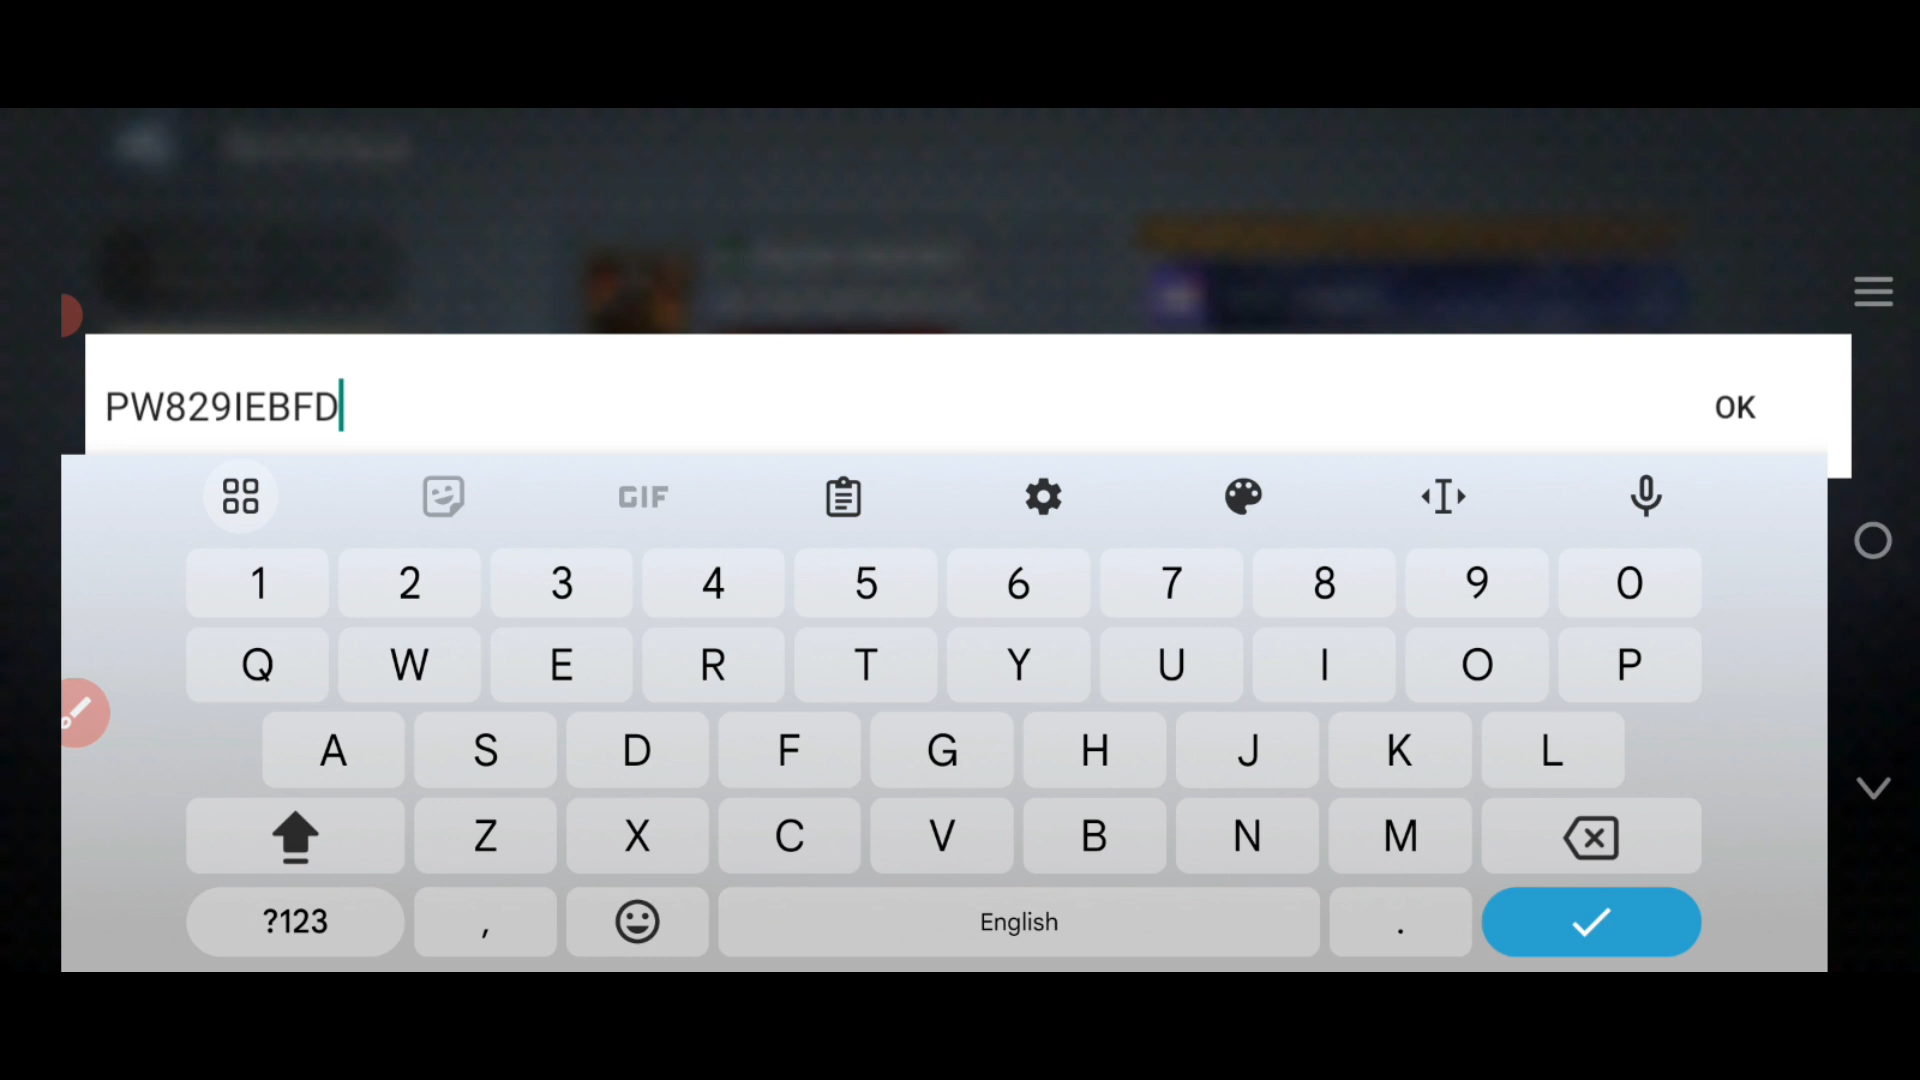 PW829IEBFD
OK
GIF
1 2 3 4 5 6 7 8 9 0
Q W E R T Y U I O P
A S D F G H J K L
Z X C V B N M
?123 , English .